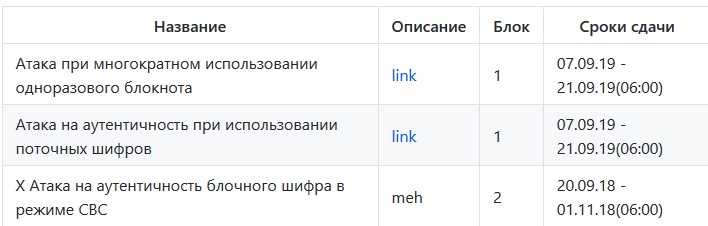 Название Описание Блок Сроки сдачи
Атака при многократном использовании
одноразового блокнота
link
1
07.09.19 -
21.09.19(06:00)
Атака на аутентичность при использовании
поточных шифров
link
1
07.09.19 -
21.09.19(06:00)
X Атака на аутентичность блочного шифра в
режиме CBC
meh
2
20.09.18 -
01.11.18(06:00)